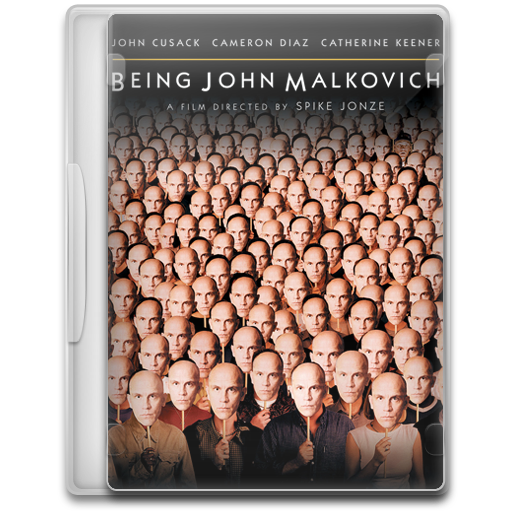 JOHN CUSACK CAMERON DIAZ CATHERINE KEENER
BEING JOHN MALKOVICH
A FILM DIRECTED BY SPIKE JONZE